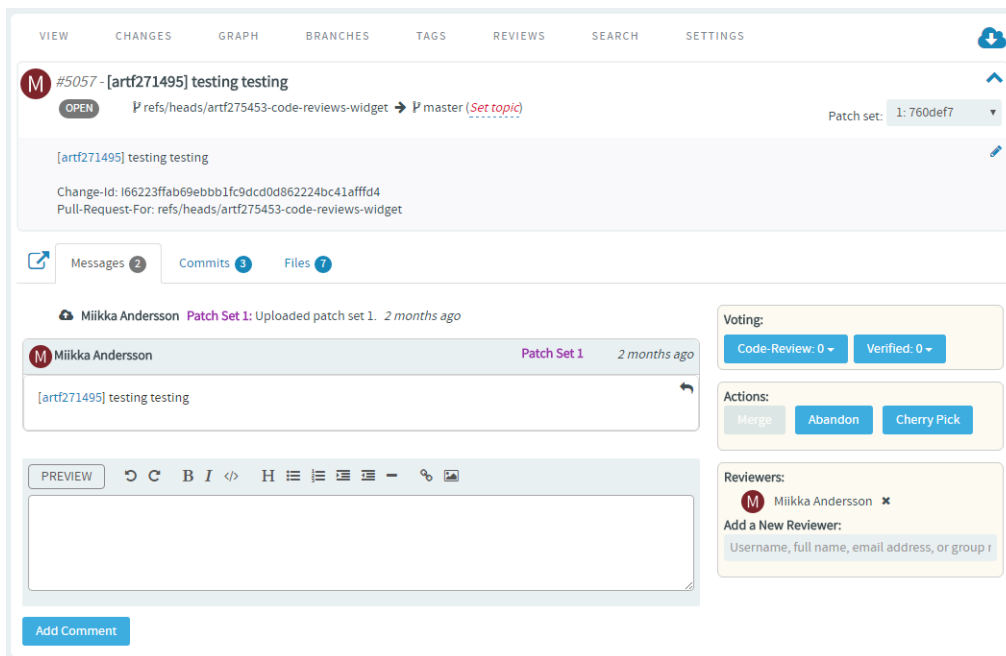 VIEW CHANGES GRAPH BRANCHES TAGS REVIEWS SEARCH SETTINGS
M #5057 - [artf271495] testing testing
OPEN refs/heads/artf275453-code-reviews-widget → master (Set topic)
Patch set: 1: 760def7
[artf271495] testing testing
Change-Id: I66223ffab69ebbb1fc9dcd0d862224bc41afffd4
Pull-Request-For: refs/heads/artf275453-code-reviews-widget
Messages 2 Commits 3 Files 7
Miikka Andersson Patch Set 1: Uploaded patch set 1. 2 months ago
M Miikka Andersson Patch Set 1 2 months ago
[artf271495] testing testing
PREVIEW B I </> H
Add Comment
Voting:
Code-Review: 0 Verified: 0
Actions:
Merge Abandon Cherry Pick
Reviewers:
M Miikka Andersson ×
Add a New Reviewer:
Username, full name, email address, or group